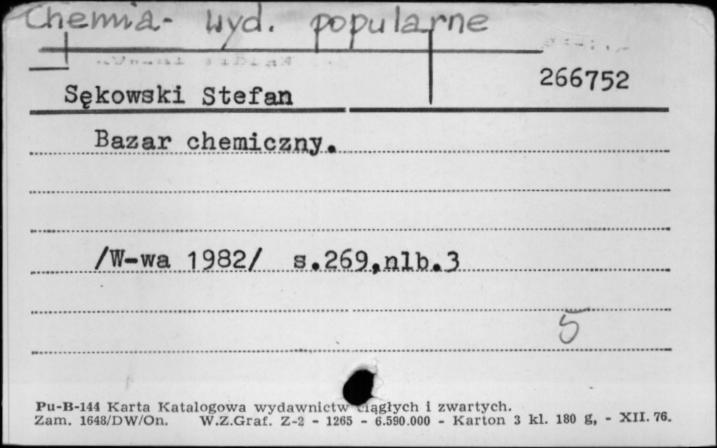 Chemia - wyd. popularne
266752
Sękowski Stefan
Bazar chemiczny.
/W-wa 1982/ s.269,nlb.3
5
Pu-B-144 Karta Katalogowa wydawnictw ciągłych i zwartych.
Zam. 1648/DW/On. W.Z.Graf. Z-2 - 1265 - 6.590.000 - Karton 3 kl. 180 g, - XII. 76.